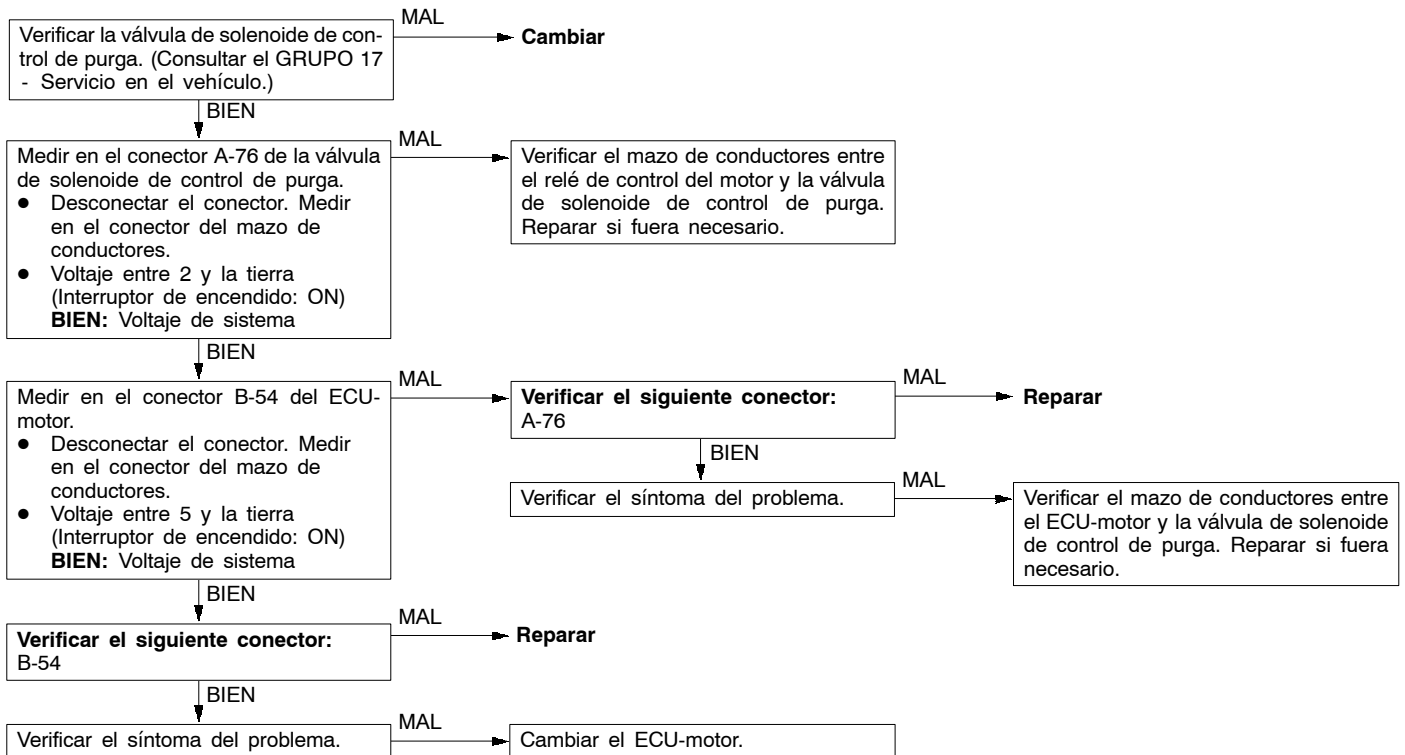 Verificar la válvula de solenoide de con-
trol de purga. (Consultar el GRUPO 17
- Servicio en el vehículo.)
MAL
Cambiar
BIEN
Medir en el conector A-76 de la válvula
de solenoide de control de purga.
● Desconectar el conector. Medir
en el conector del mazo de
conductores.
● Voltaje entre 2 y la tierra
(Interruptor de encendido: ON)
BIEN: Voltaje de sistema
MAL
Verificar el mazo de conductores entre
el relé de control del motor y la válvula
de solenoide de control de purga.
Reparar si fuera necesario.
BIEN
Medir en el conector B-54 del ECU-
motor.
● Desconectar el conector. Medir
en el conector del mazo de
conductores.
● Voltaje entre 5 y la tierra
(Interruptor de encendido: ON)
BIEN: Voltaje de sistema
MAL
Verificar el siguiente conector:
A-76
MAL
Reparar
BIEN
Verificar el síntoma del problema.
MAL
Verificar el mazo de conductores entre
el ECU-motor y la válvula de solenoide
de control de purga. Reparar si fuera
necesario.
BIEN
Verificar el siguiente conector:
B-54
MAL
Reparar
BIEN
Verificar el síntoma del problema.
MAL
Cambiar el ECU-motor.